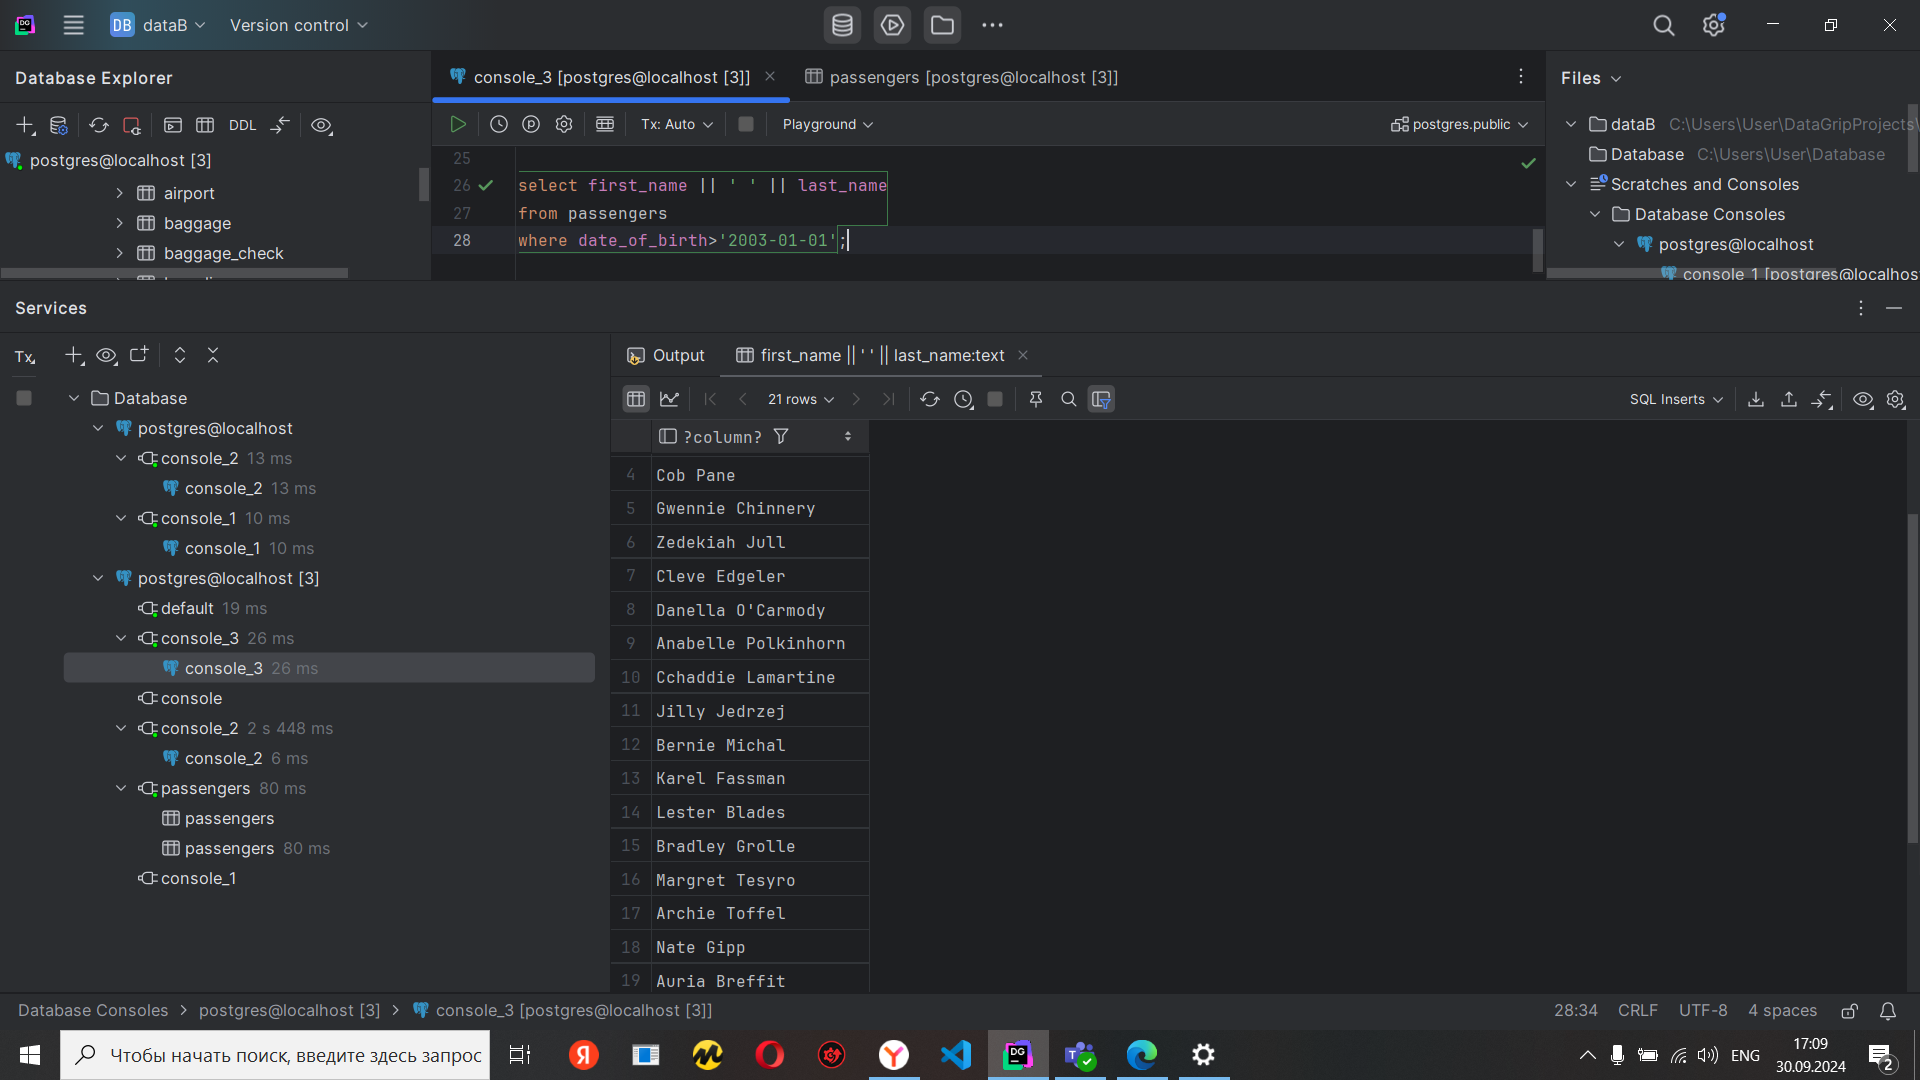 DB dataB Version control
Database Explorer
console_3 [postgres@localhost [3]]
passengers [postgres@localhost [3]]
Files
DDL
Tx: Auto
Playground
postgres.public
postgres@localhost [3]
airport
baggage
baggage_check
25
26 select first_name || ' ' || last_name
27 from passengers
28 where date_of_birth>'2003-01-01';
dataB C:\Users\User\DataGripProjects\
Database C:\Users\User\Database
Scratches and Consoles
Database Consoles
postgres@localhost
console_1 [postgres@localhos
Services
Tx
Database
postgres@localhost
console_2 13 ms
console_2 13 ms
console_1 10 ms
console_1 10 ms
postgres@localhost [3]
default 19 ms
console_3 26 ms
console_3 26 ms
console
console_2 2 s 448 ms
console_2 6 ms
passengers 80 ms
passengers
passengers 80 ms
console_1
Output
first_name || ' ' || last_name:text
21 rows
SQL Inserts
?column?
4 Cob Pane
5 Gwennie Chinnery
6 Zedekiah Jull
7 Cleve Edgeler
8 Danella O'Carmody
9 Anabelle Polkinhorn
10 Cchaddie Lamartine
11 Jilly Jedrzej
12 Bernie Michal
13 Karel Fassman
14 Lester Blades
15 Bradley Grolle
16 Margret Tesyro
17 Archie Toffel
18 Nate Gipp
19 Auria Breffit
Database Consoles > postgres@localhost [3] > console_3 [postgres@localhost [3]]
28:34 CRLF UTF-8 4 spaces
Чтобы начать поиск, введите здесь запрос
ENG
17:09
30.09.2024
2